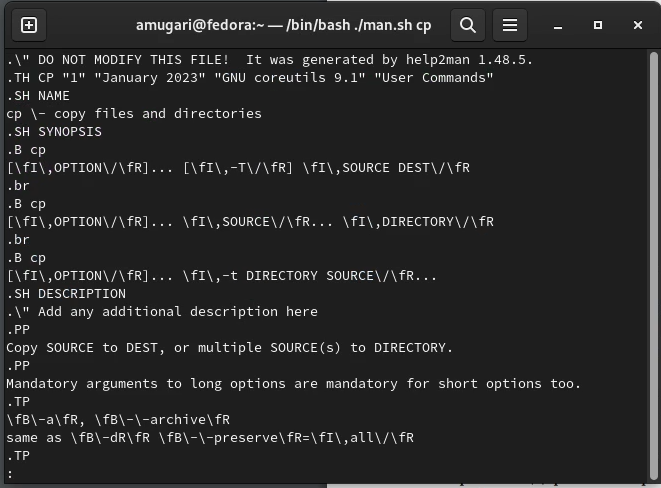 amugari@fedora:~ — /bin/bash ./man.sh cp
.\" DO NOT MODIFY THIS FILE!  It was generated by help2man 1.48.5.
.TH CP "1" "January 2023" "GNU coreutils 9.1" "User Commands"
.SH NAME
cp \- copy files and directories
.SH SYNOPSIS
.B cp
[\fI\,OPTION\/\fR]... [\fI\,-T\/\fR] \fI\,SOURCE DEST\/\fR
.br
.B cp
[\fI\,OPTION\/\fR]... \fI\,SOURCE\/\fR... \fI\,DIRECTORY\/\fR
.br
.B cp
[\fI\,OPTION\/\fR]... \fI\,-t DIRECTORY SOURCE\/\fR...
.SH DESCRIPTION
.\" Add any additional description here
.PP
Copy SOURCE to DEST, or multiple SOURCE(s) to DIRECTORY.
.PP
Mandatory arguments to long options are mandatory for short options too.
.TP
\fB\-a\fR, \fB\-\-archive\fR
same as \fB\-dR\fR \fB\-\-preserve\fR=\fI\,all\/\fR
.TP
: